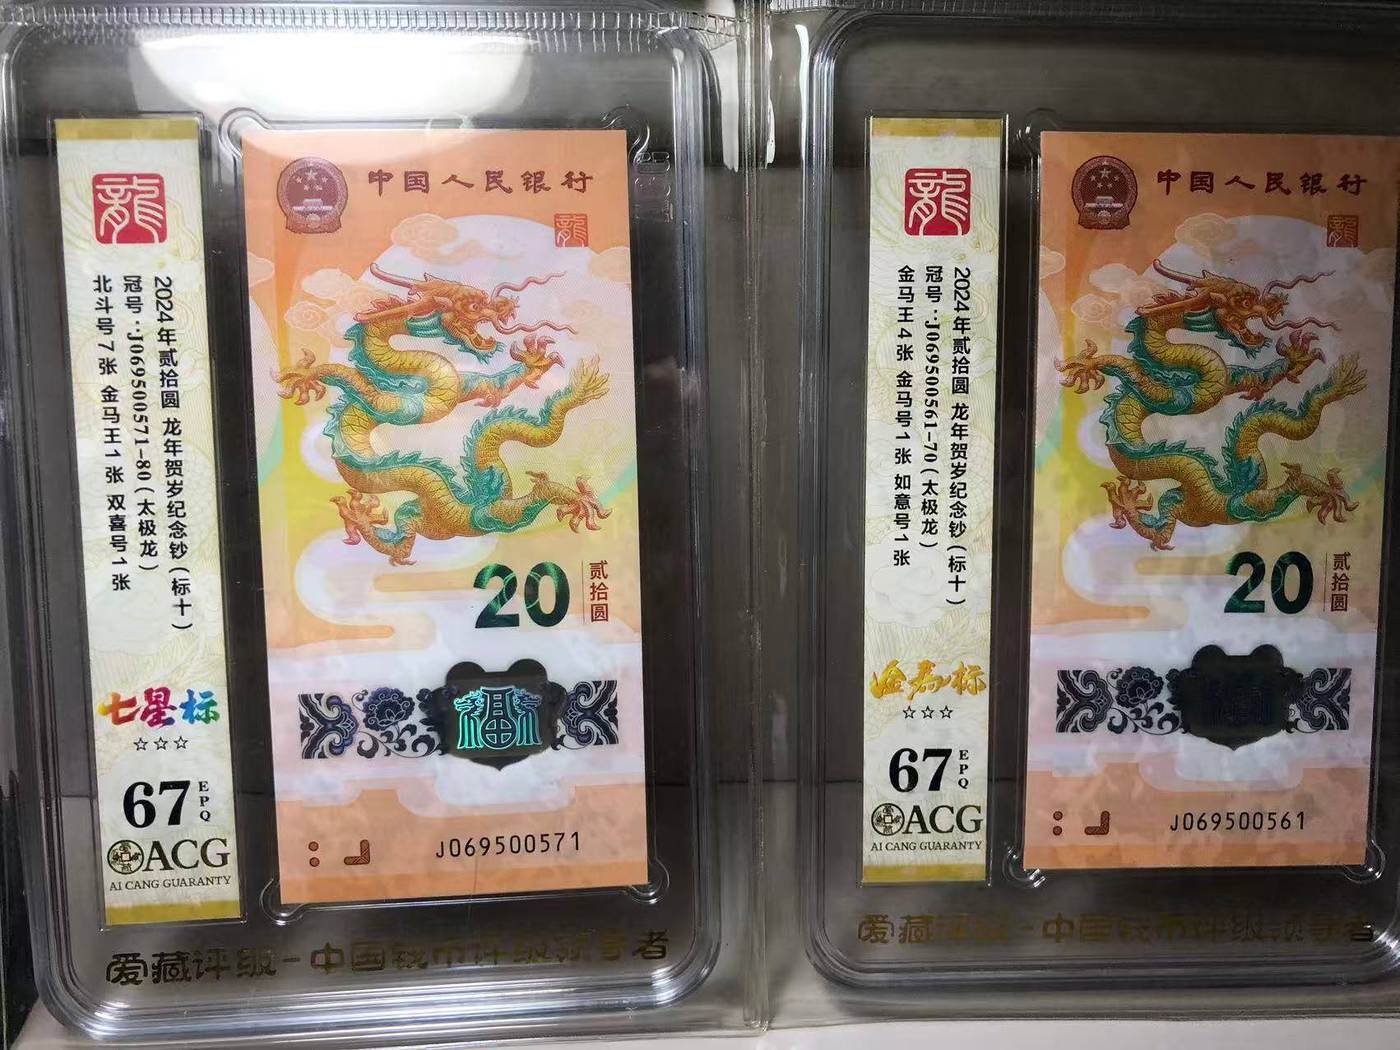 龍
2024年贰拾圆 龙年贺岁纪念钞(标十)
冠号:J069500571-80(太极龙)
北斗号7张 金马王1张 双喜号1张
七星标
☆☆☆
67
EPQ
ACG
AI CANG GUARANTY
中国人民银行
龍
20
贰拾圆
J069500571
爱藏评级-中国钱币评级领导者
龍
2024年贰拾圆 龙年贺岁纪念钞(标十)
冠号:J069500561-70(太极龙)
金马王4张 金马号1张 如意号1张
金马标
☆☆☆
67
EPQ
ACG
AI CANG GUARANTY
中国人民银行
龍
20
贰拾圆
J069500561
爱藏评级-中国钱币评级领导者